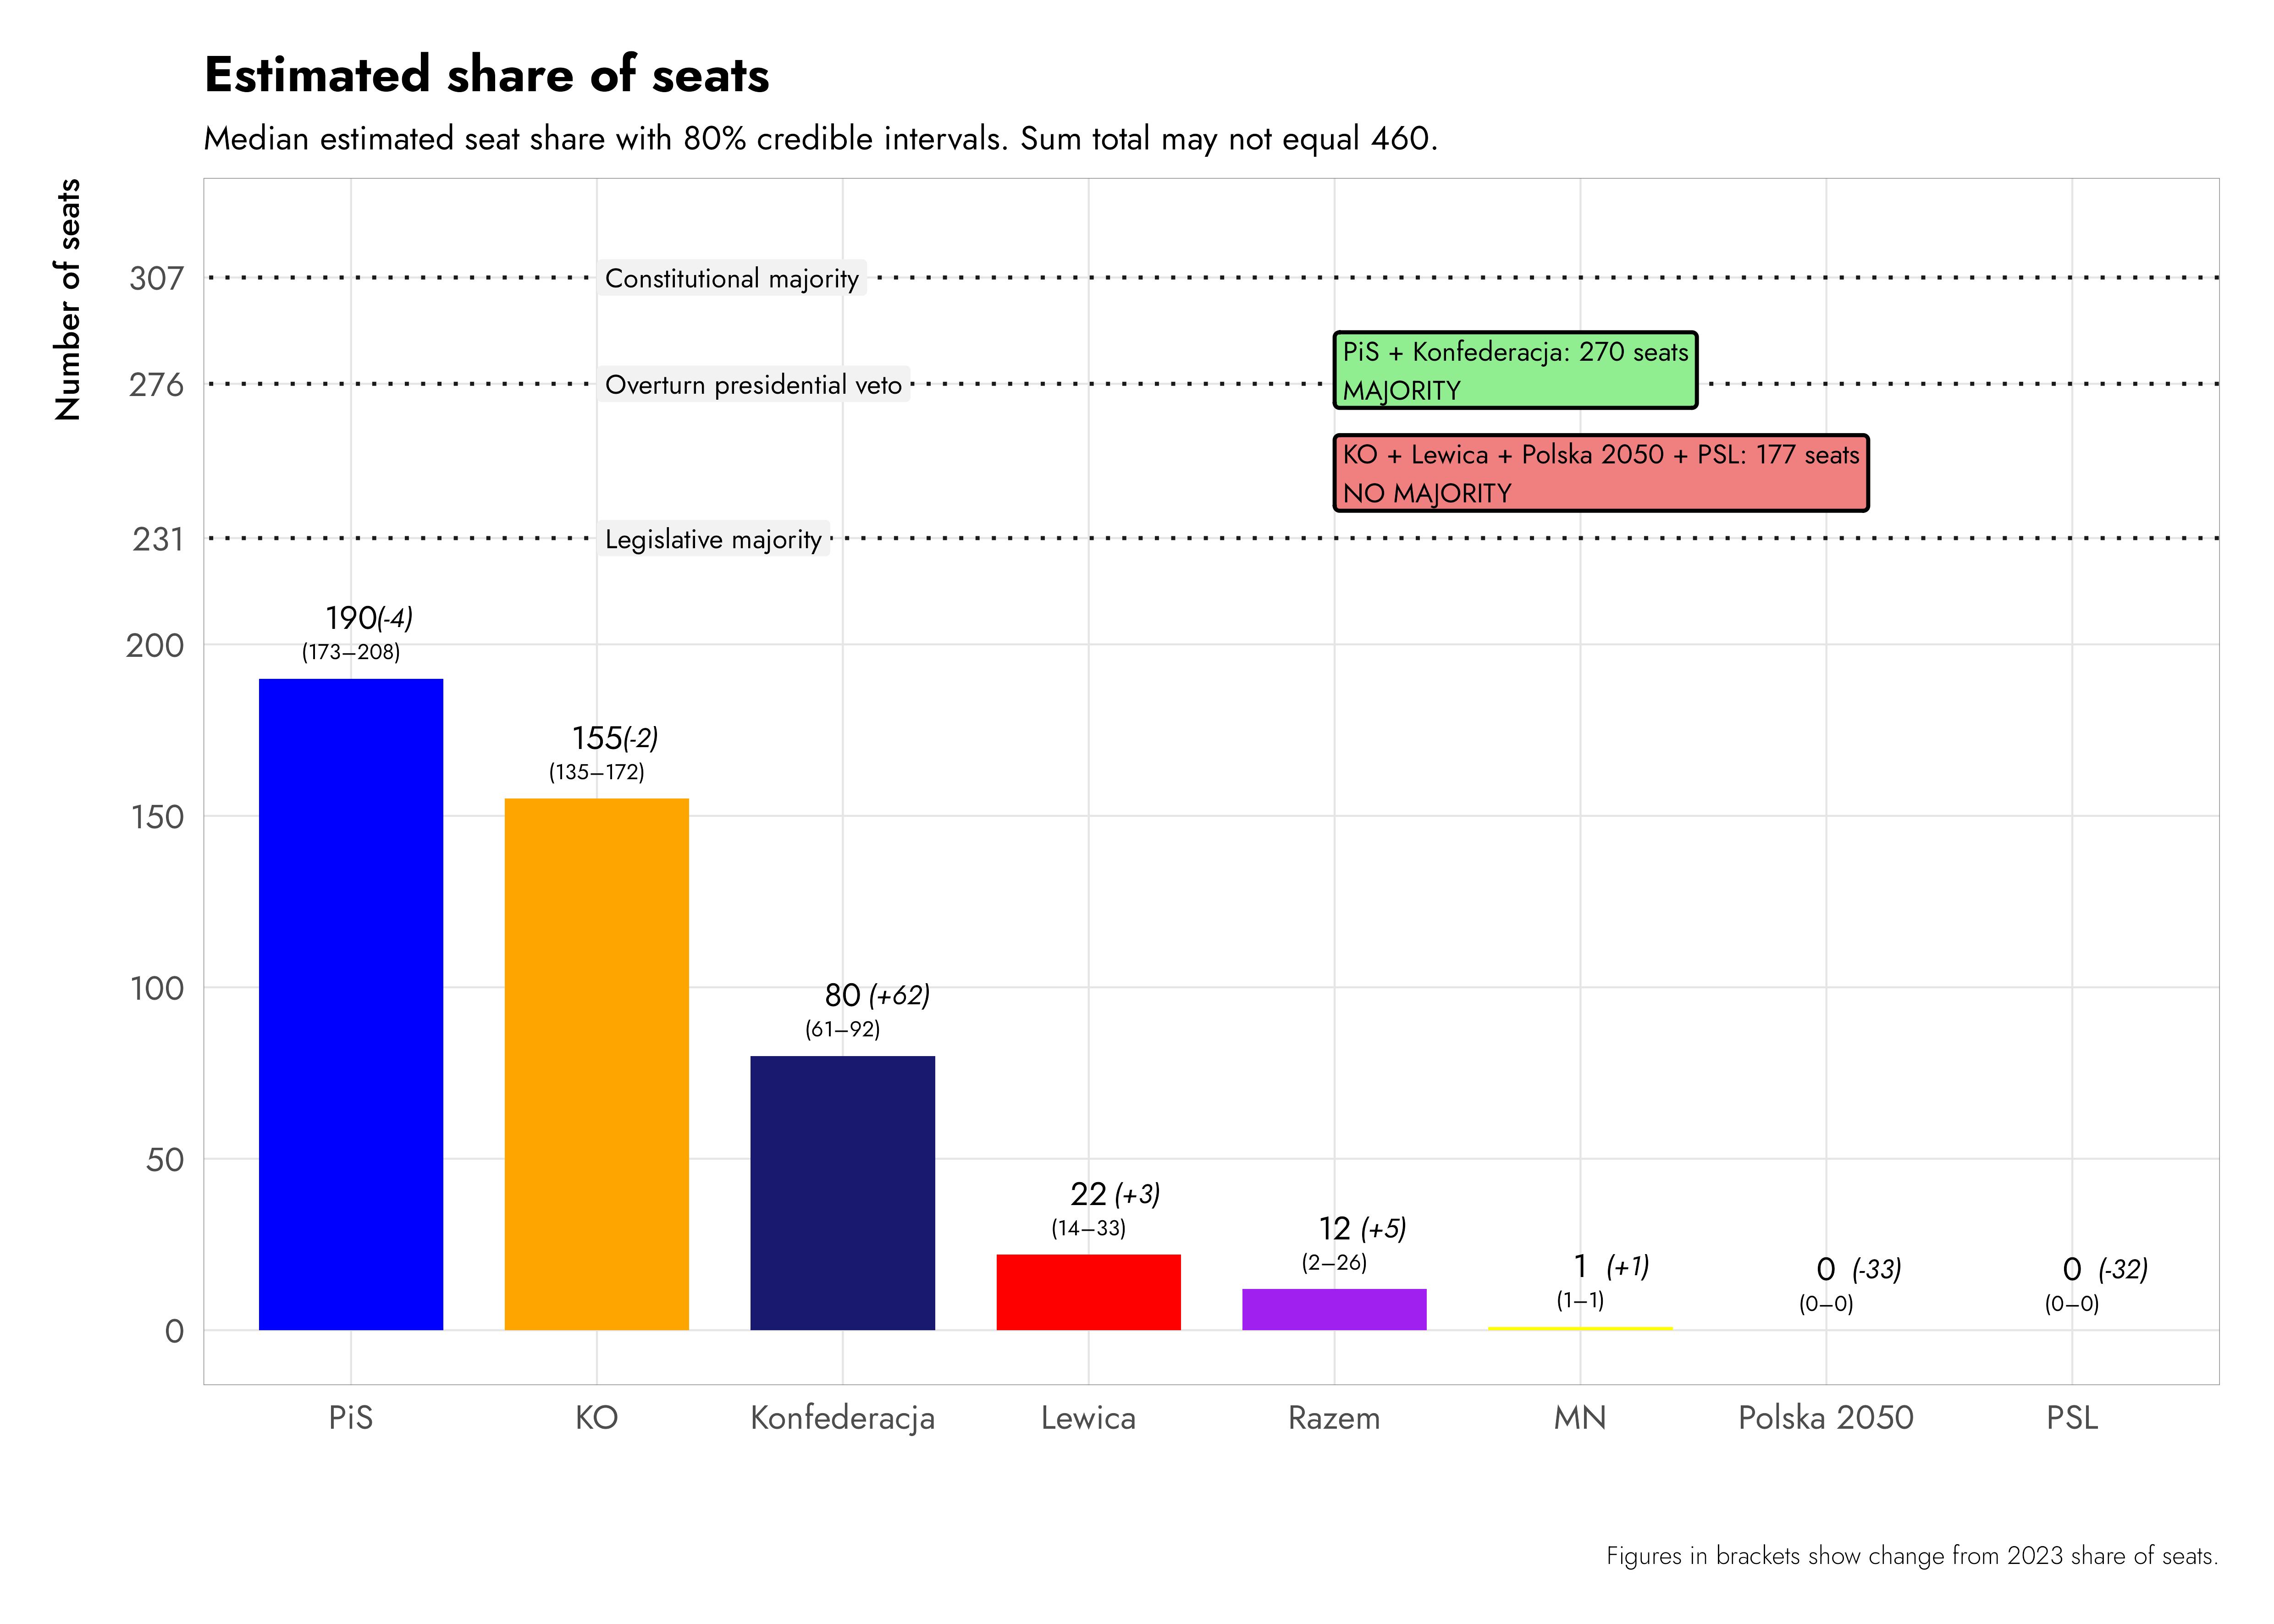 Estimated share of seats
Median estimated seat share with 80% credible intervals. Sum total may not equal 460.
Number of seats
307
Constitutional majority
PiS + Konfederacja: 270 seats
MAJORITY
276
Overturn presidential veto
KO + Lewica + Polska 2050 + PSL: 177 seats
NO MAJORITY
231
Legislative majority
200
150
100
50
0
190(-4)
(173–208)
155(-2)
(135–172)
80 (+62)
(61–92)
22 (+3)
(14–33)
12 (+5)
(2–26)
1 (+1)
(1–1)
0 (-33)
(0–0)
0 (-32)
(0–0)
PiS
KO
Konfederacja
Lewica
Razem
MN
Polska 2050
PSL
Figures in brackets show change from 2023 share of seats.